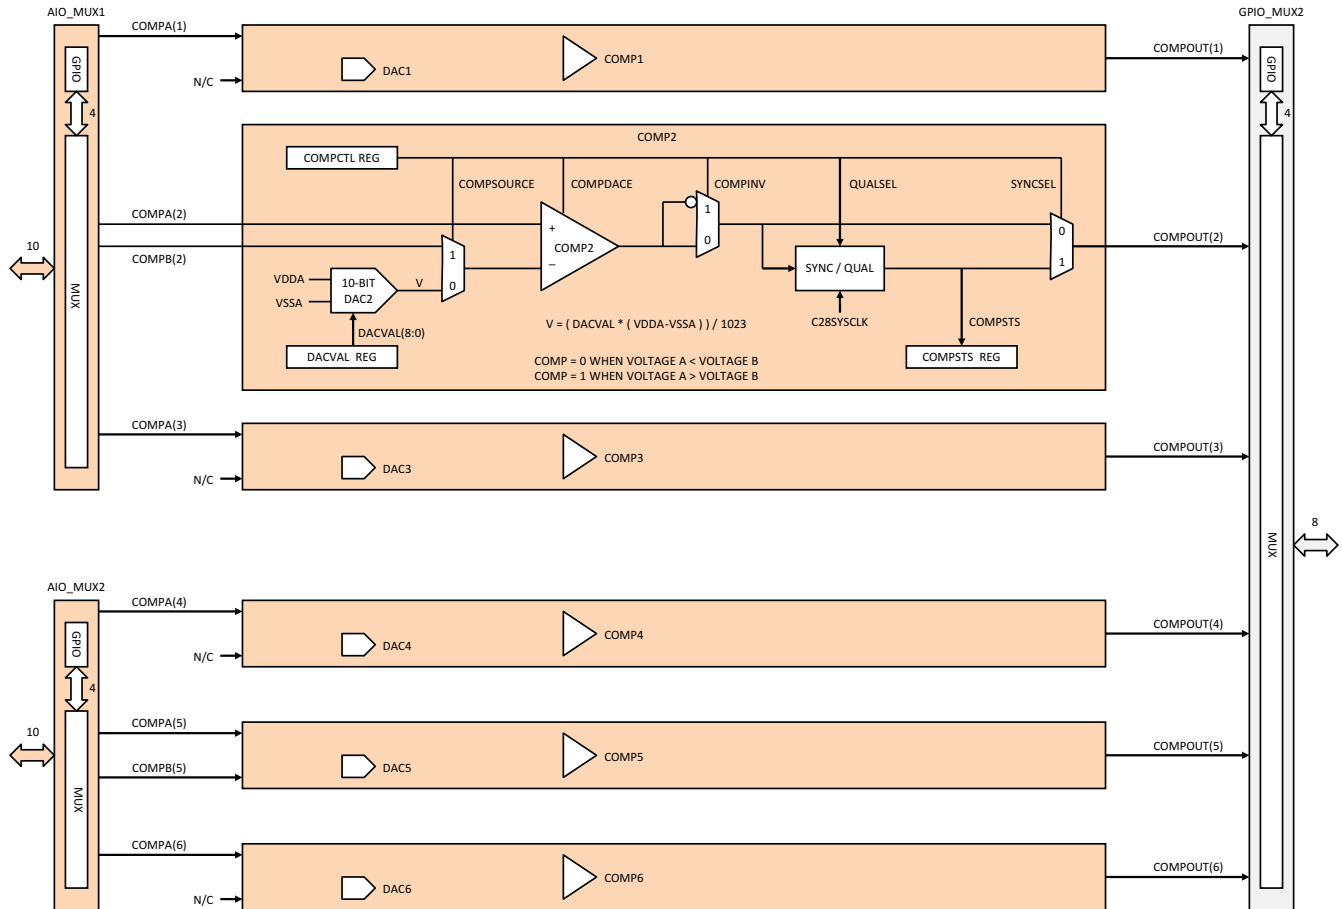 AIO_MUX1
GPIO_MUX2
COMPA(1)
GPIO
4
N/C
DAC1
COMP1
COMPOUT(1)
GPIO
4
COMP2
COMPCTL REG
COMPSOURCE
COMPDACE
COMPINV
QUALSEL
SYNCSEL
COMPA(2)
COMPB(2)
10
MUX
+
COMP2
–
1
0
1
0
0
1
COMPOUT(2)
VDDA
VSSA
10-BIT
DAC2
V
SYNC / QUAL
DACVAL(8:0)
V = ( DACVAL * ( VDDA-VSSA ) ) / 1023
C28SYSCLK
COMPSTS
DACVAL REG
COMPSTS REG
COMP = 0 WHEN VOLTAGE A < VOLTAGE B
COMP = 1 WHEN VOLTAGE A > VOLTAGE B
COMPA(3)
N/C
DAC3
COMP3
COMPOUT(3)
8
MUX
AIO_MUX2
COMPA(4)
GPIO
4
N/C
DAC4
COMP4
COMPOUT(4)
10
MUX
COMPA(5)
COMPB(5)
DAC5
COMP5
COMPOUT(5)
COMPA(6)
N/C
DAC6
COMP6
COMPOUT(6)